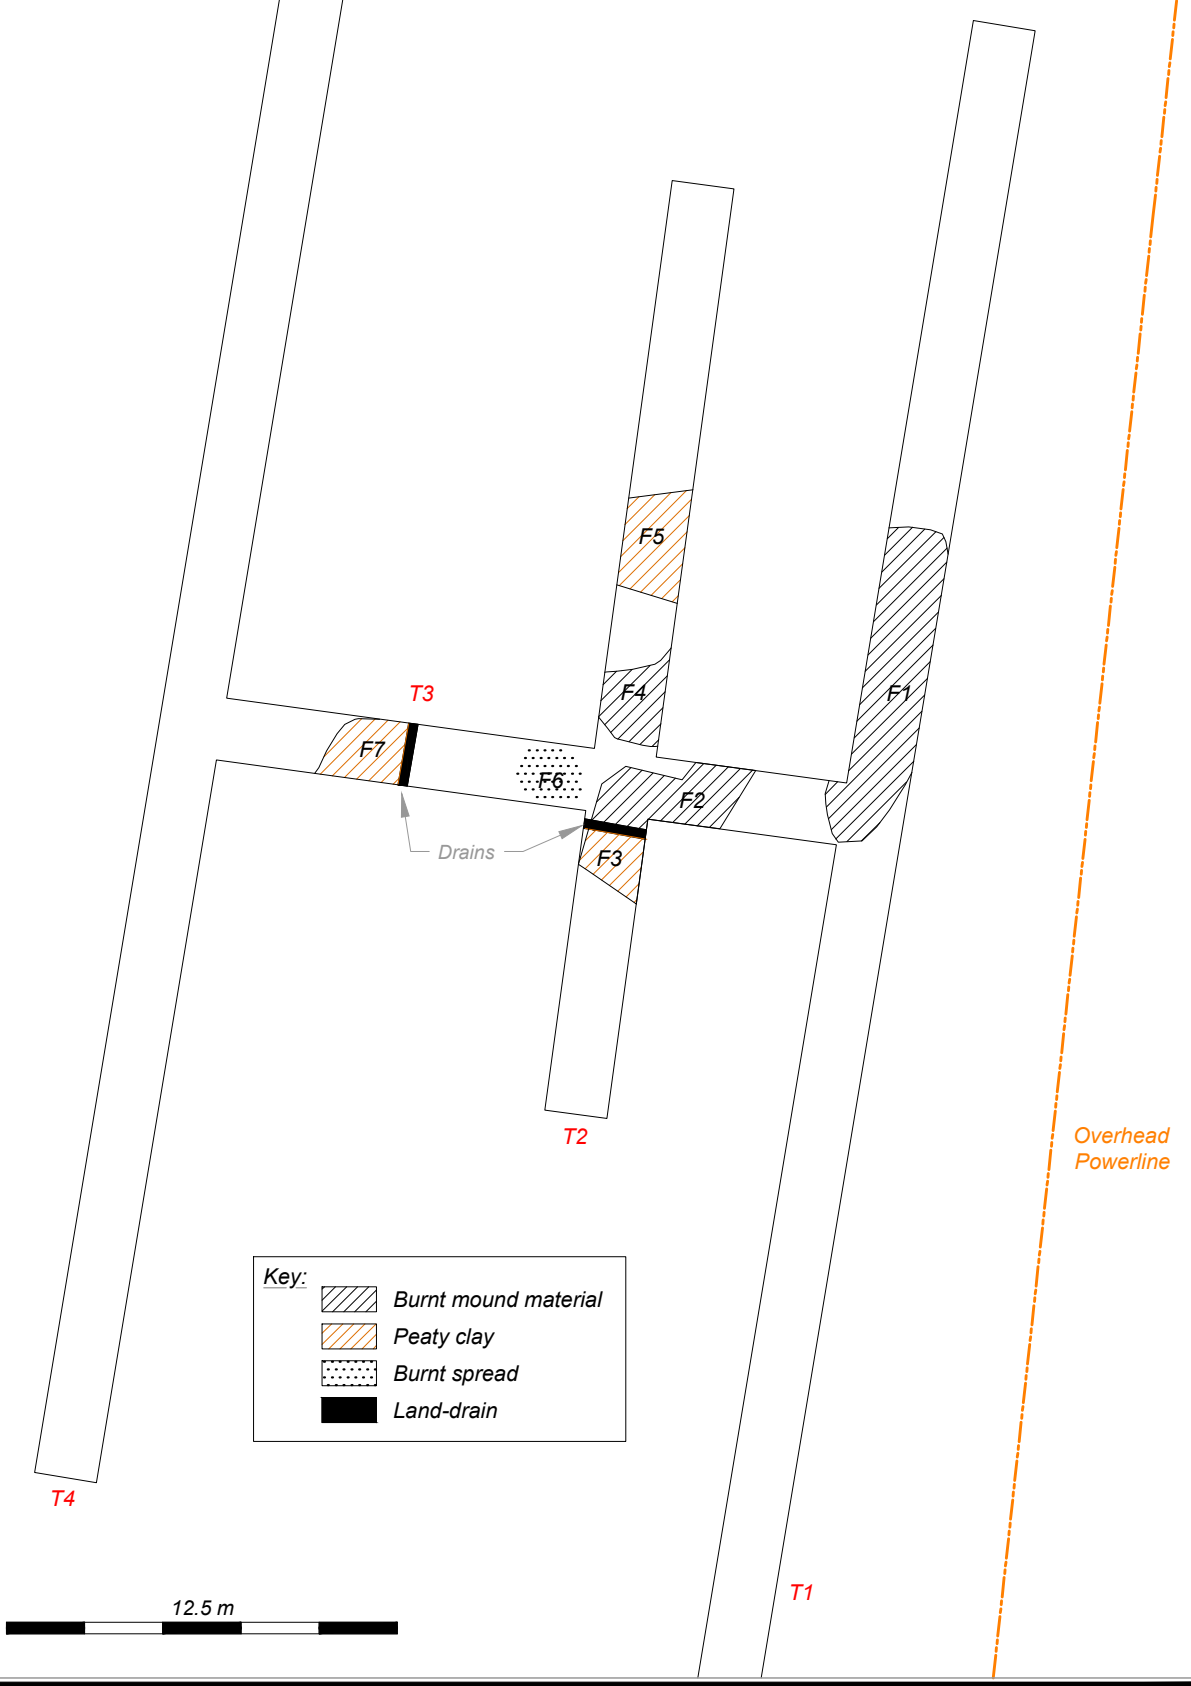 F5
F4
F1
T3
F7
F6
F2
Drains
F3
T2
Overhead
Powerline
Key:
Burnt mound material
Peaty clay
Burnt spread
Land-drain
T4
T1
12.5 m